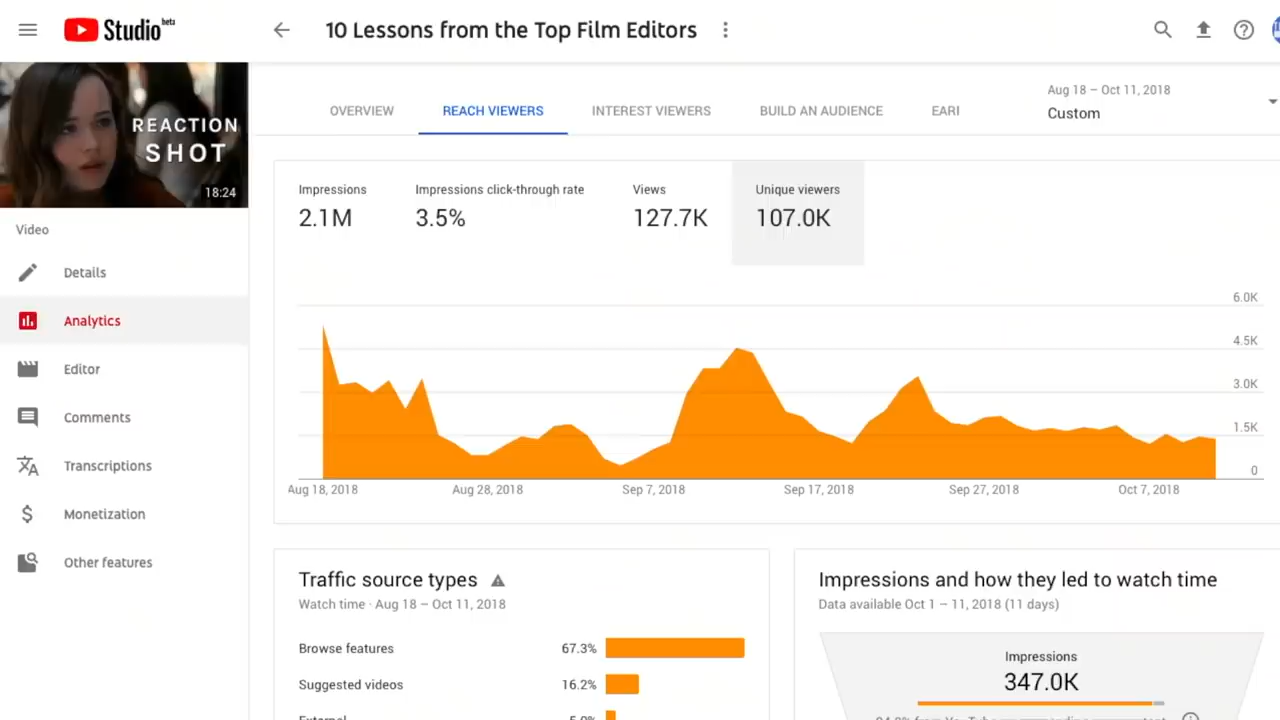 Studio beta
10 Lessons from the Top Film Editors
REACTION
SHOT
18:24
OVERVIEW
REACH VIEWERS
INTEREST VIEWERS
BUILD AN AUDIENCE
EARI
Aug 18 – Oct 11, 2018
Custom
Video
Details
Analytics
Editor
Comments
Transcriptions
Monetization
Other features
Impressions
2.1M
Impressions click-through rate
3.5%
Views
127.7K
Unique viewers
107.0K
6.0K
4.5K
3.0K
1.5K
0
Aug 18, 2018
Aug 28, 2018
Sep 7, 2018
Sep 17, 2018
Sep 27, 2018
Oct 7, 2018
Traffic source types
Watch time · Aug 18 – Oct 11, 2018
Browse features 67.3%
Suggested videos 16.2%
External 5.0%
Impressions and how they led to watch time
Data available Oct 1 – 11, 2018 (11 days)
Impressions
347.0K